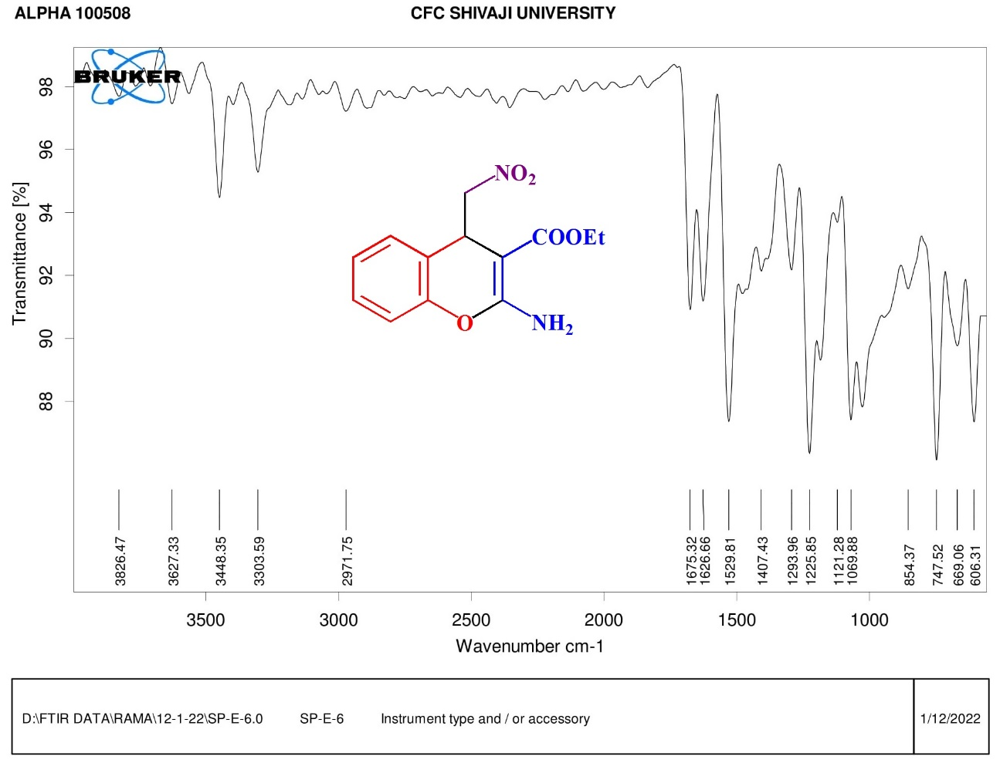 ALPHA 100508
CFC SHIVAJI UNIVERSITY
BRUKER
98
96
94
92
90
88
Transmittance [%]
NO2
COOEt
O
NH2
3826.47
3627.33
3448.35
3303.59
2971.75
1675.32
1626.66
1529.81
1407.43
1293.96
1225.85
1121.28
1069.88
854.37
747.52
669.06
606.31
3500
3000
2500
2000
1500
1000
Wavenumber cm-1
D:\FTIR DATA\RAMA\12-1-22\SP-E-6.0
SP-E-6
Instrument type and / or accessory
1/12/2022